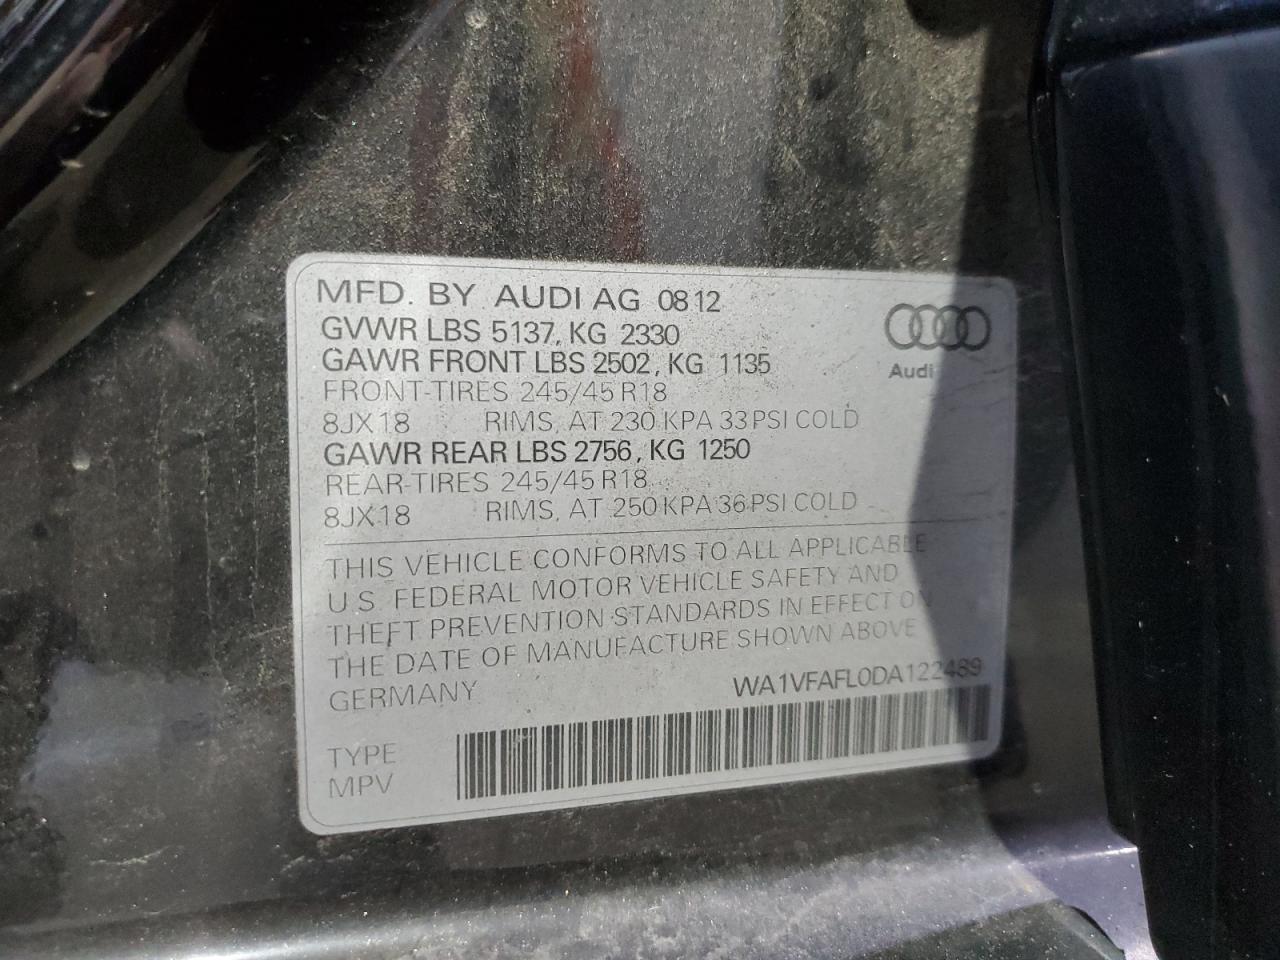 MFD. BY AUDI AG 0812
GVWR LBS 5137, KG 2330
GAWR FRONT LBS 2502, KG 1135
FRONT-TIRES 245/45 R18
8JX18 RIMS, AT 230 KPA 33 PSI COLD
GAWR REAR LBS 2756, KG 1250
REAR-TIRES 245/45 R18
8JX18 RIMS, AT 250 KPA 36 PSI COLD
Audi
THIS VEHICLE CONFORMS TO ALL APPLICABLE
U.S. FEDERAL MOTOR VEHICLE SAFETY AND
THEFT PREVENTION STANDARDS IN EFFECT ON
THE DATE OF MANUFACTURE SHOWN ABOVE
GERMANY
WA1VFAFL0DA122489
TYPE
MPV